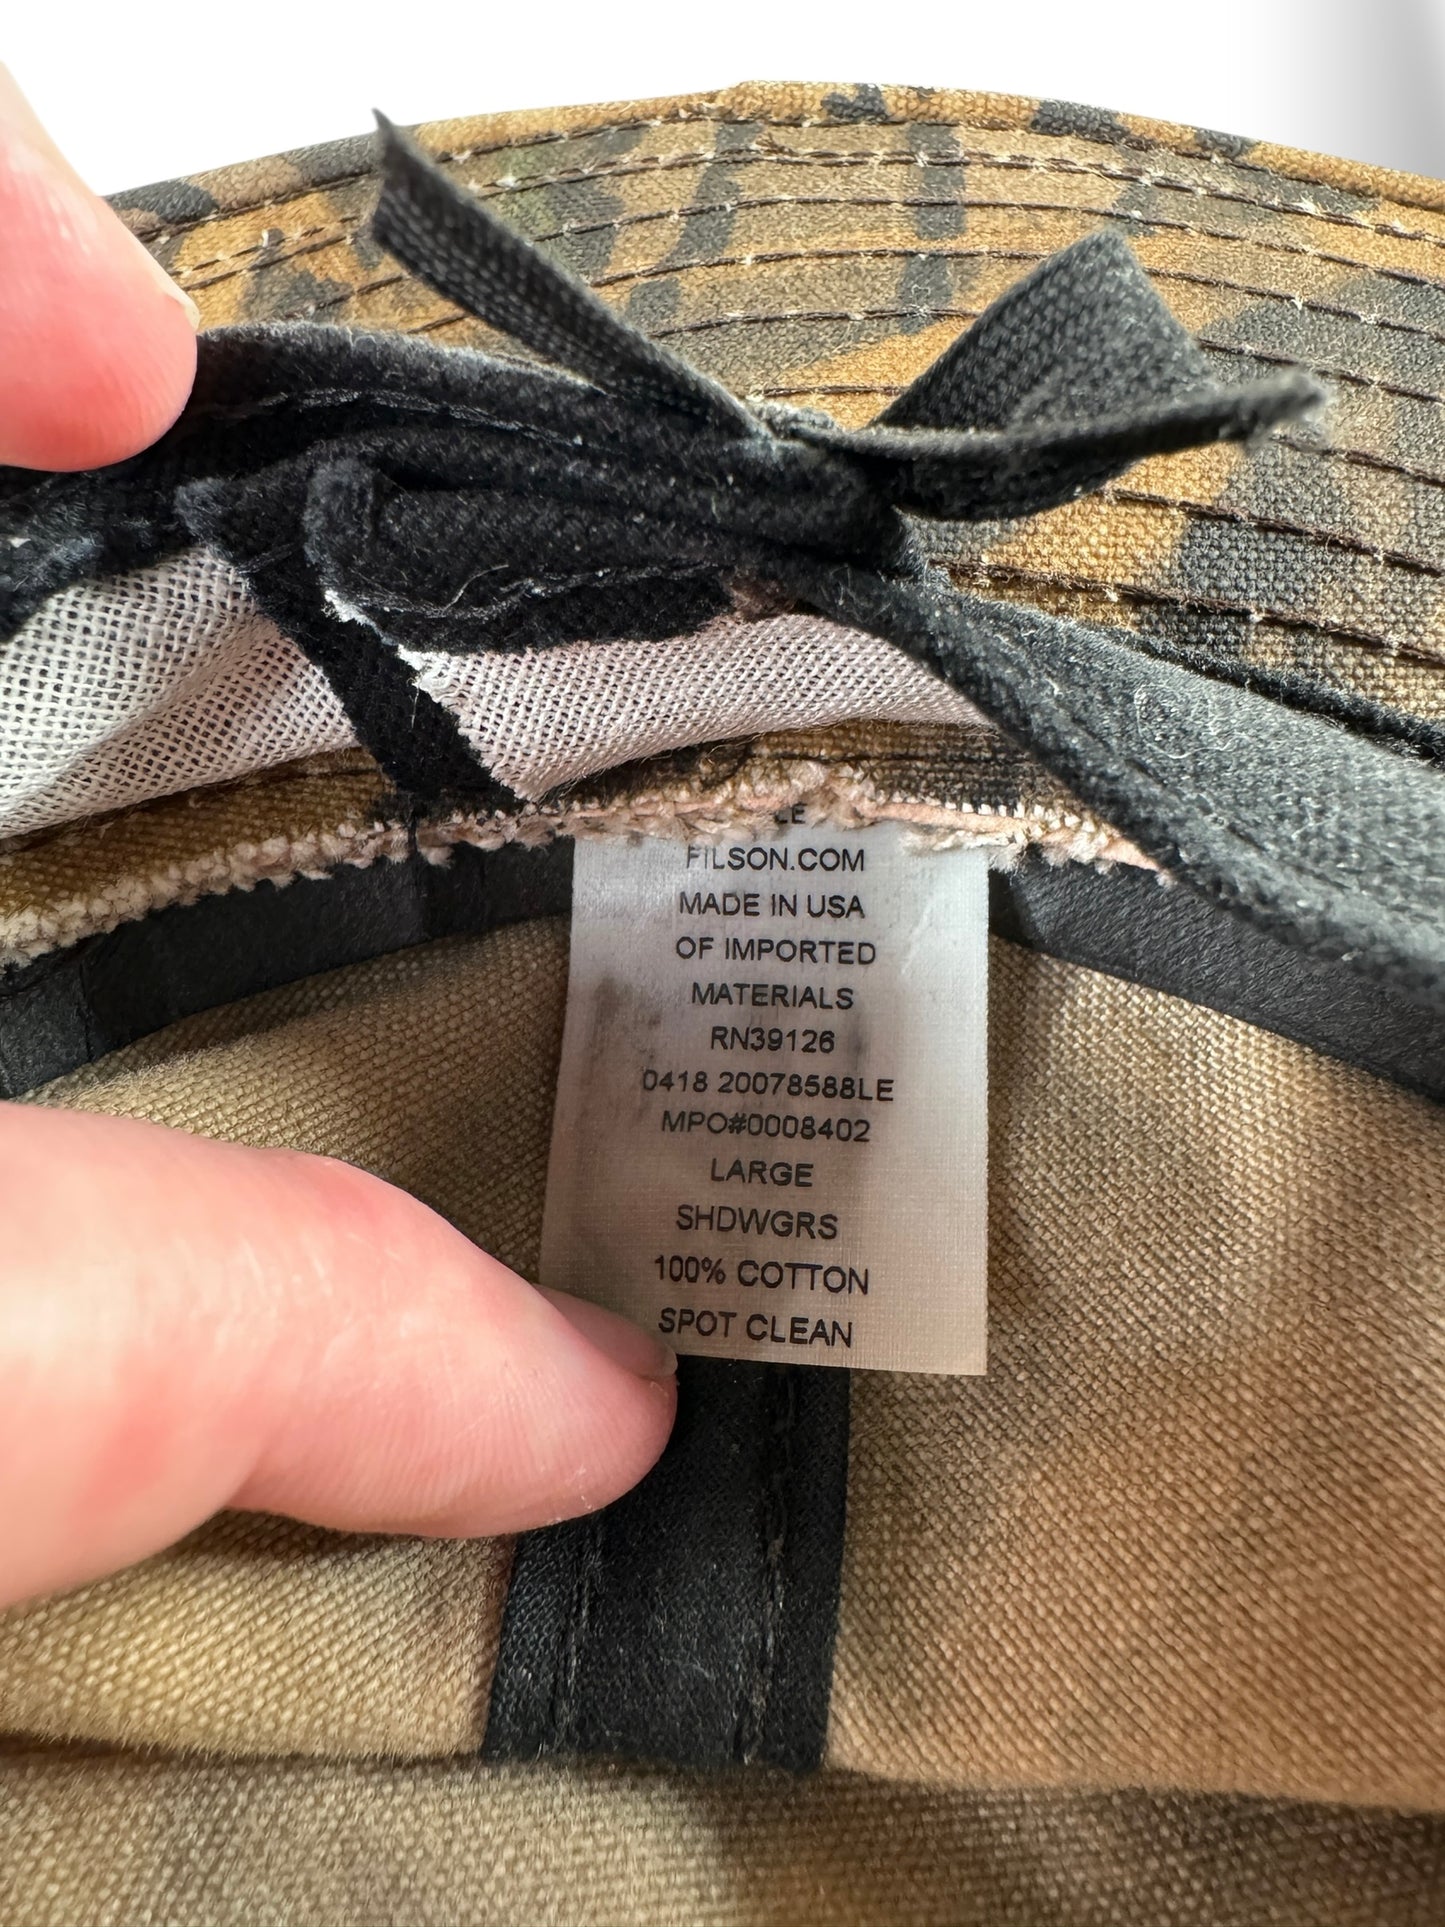 FILSON.COM
MADE IN USA
OF IMPORTED
MATERIALS
RN39126
0418 20078588LE
MPO#0008402
LARGE
SHDWGRS
100% COTTON
SPOT CLEAN